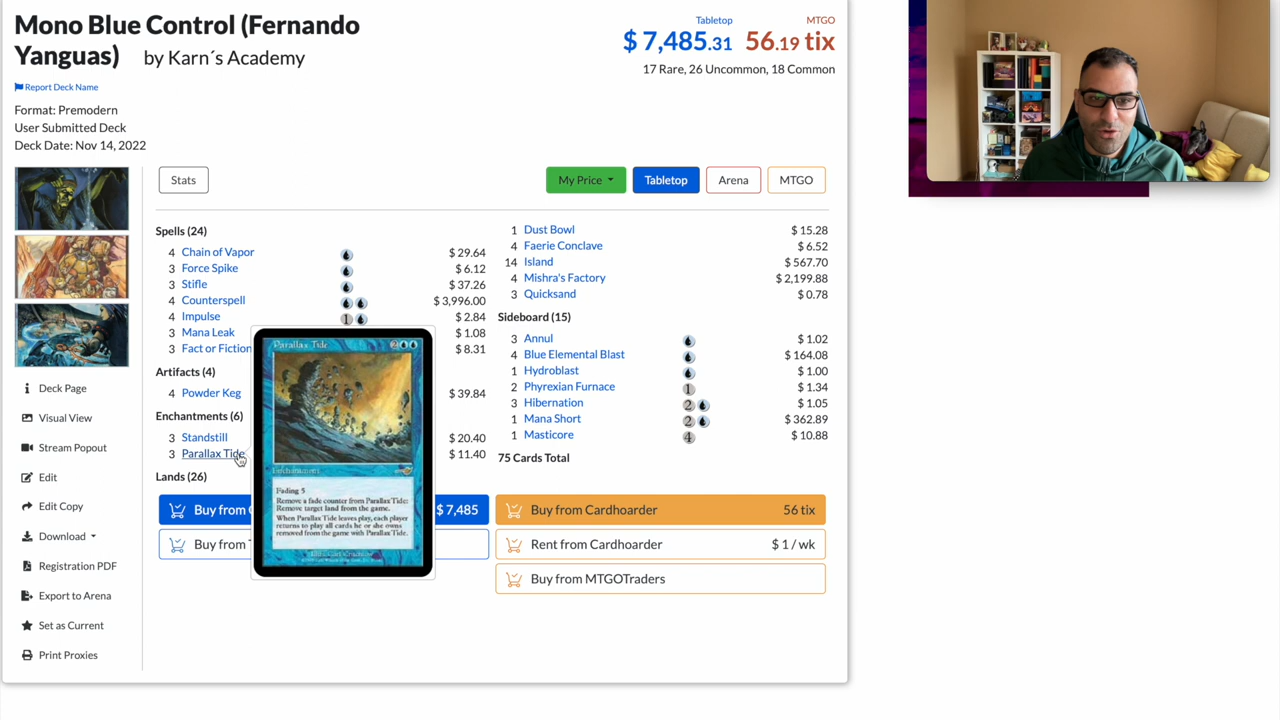 Mono Blue Control (Fernando
Yanguas) by Karn´s Academy
Tabletop
$ 7,485.31
MTGO
56.19 tix
17 Rare, 26 Uncommon, 18 Common
Report Deck Name
Format: Premodern
User Submitted Deck
Deck Date: Nov 14, 2022
Stats
My Price
Tabletop
Arena
MTGO
Deck Page
Visual View
Stream Popout
Edit
Edit Copy
Download
Registration PDF
Export to Arena
Set as Current
Print Proxies
Spells (24)
4 Chain of Vapor $ 29.64
3 Force Spike $ 6.12
3 Stifle $ 37.26
4 Counterspell $ 3,996.00
4 Impulse 1 $ 2.84
3 Mana Leak $ 1.08
3 Fact or Fiction $ 8.31
Artifacts (4)
4 Powder Keg $ 39.84
Enchantments (6)
3 Standstill $ 20.40
3 Parallax Tide $ 11.40
Lands (26)
Parallax Tide 2
Enchantment
Fading 5
Remove a fade counter from Parallax Tide:
Remove target land from the game.
When Parallax Tide leaves play, each player
returns to play all cards he or she owns
removed from the game with Parallax Tide.
1 Dust Bowl $ 15.28
4 Faerie Conclave $ 6.52
14 Island $ 567.70
4 Mishra's Factory $ 2,199.88
3 Quicksand $ 0.78
Sideboard (15)
3 Annul $ 1.02
4 Blue Elemental Blast $ 164.08
1 Hydroblast $ 1.00
2 Phyrexian Furnace 1 $ 1.34
3 Hibernation 2 $ 1.05
1 Mana Short 2 $ 362.89
1 Masticore 4 $ 10.88
75 Cards Total
Buy from $ 7,485
Buy from
Buy from Cardhoarder 56 tix
Rent from Cardhoarder $ 1 / wk
Buy from MTGOTraders